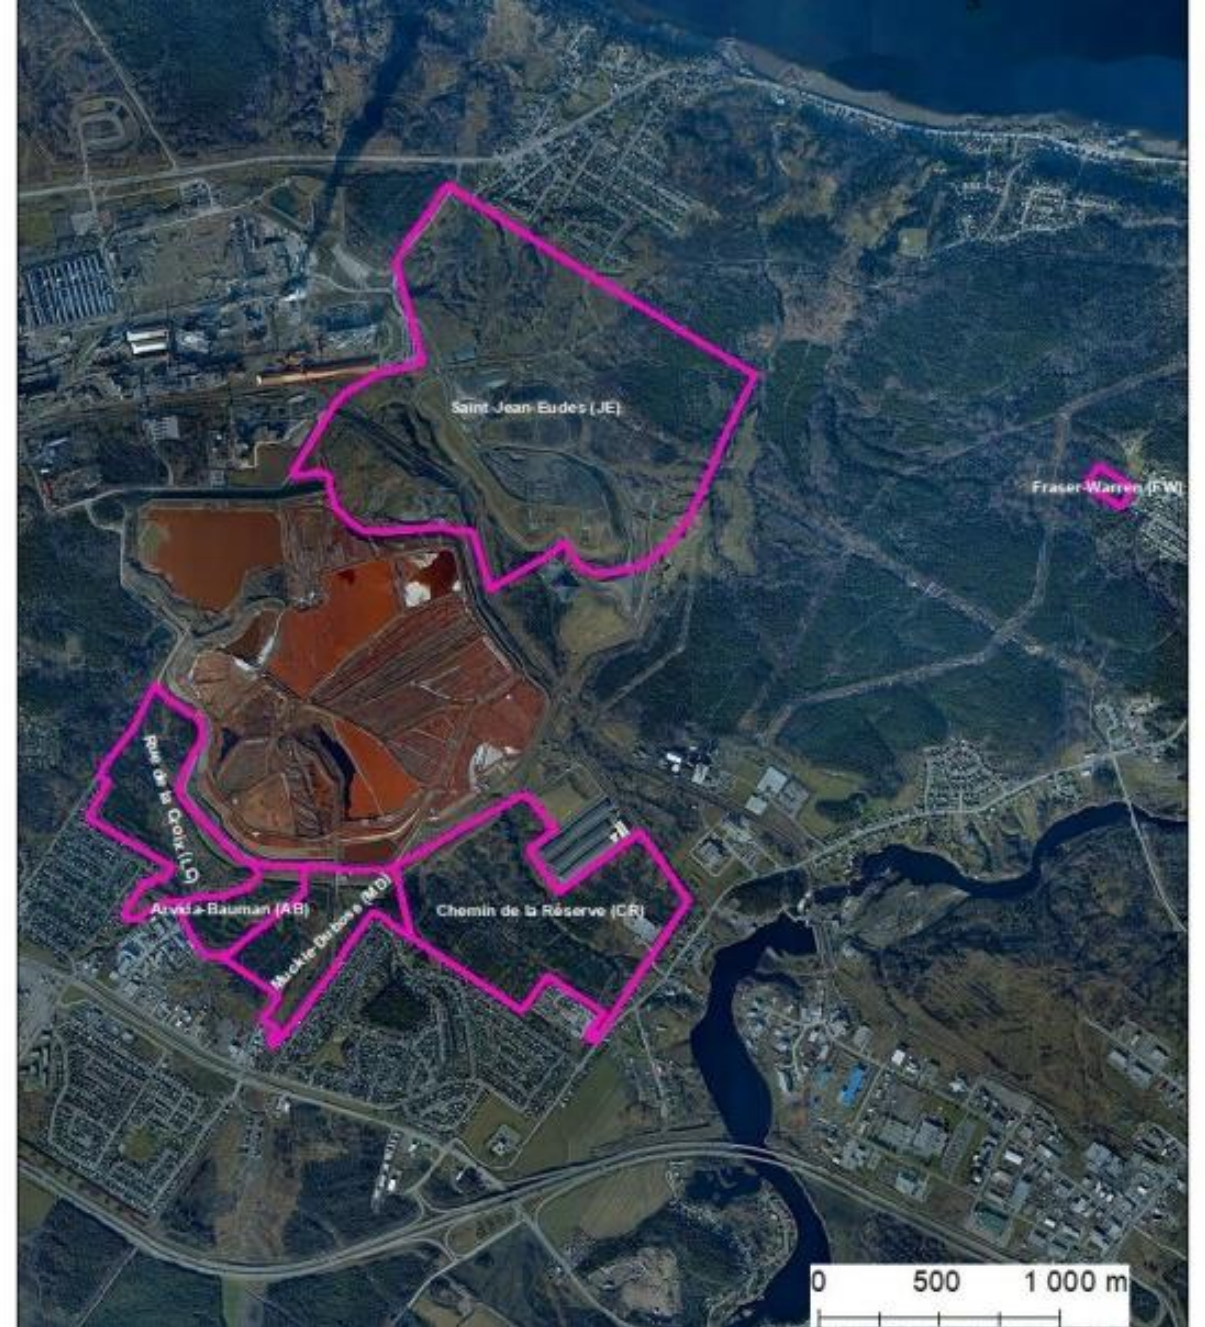 Saint-Jean-Eudes (JE)
Fraser-Warren (FW)
Rue de la Croix (LC)
Arvida-Bauman (AB)
Muckle-Dubose (MD)
Chemin de la Réserve (CR)
0 500 1 000 m